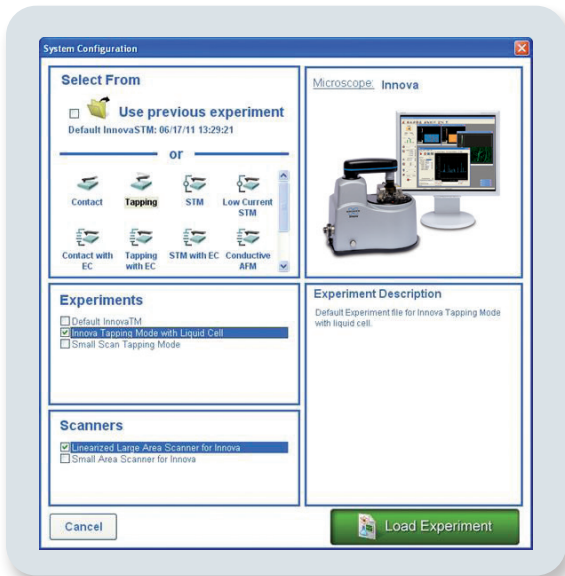 System Configuration
Select From
Use previous experiment
Default InnovaSTM: 06/17/11 13:29:21
or
Contact
Tapping
STM
Low Current
STM
Contact with
EC
Tapping
with EC
STM with EC
Conductive
AFM
Microscope: Innova
Experiments
Default InnovaTM
Innova Tapping Mode with Liquid Cell
Small Scan Tapping Mode
Experiment Description
Default Experiment file for Innova Tapping Mode
with liquid cell.
Scanners
Linearized Large Area Scanner for Innova
Small Area Scanner for Innova
Cancel
Load Experiment